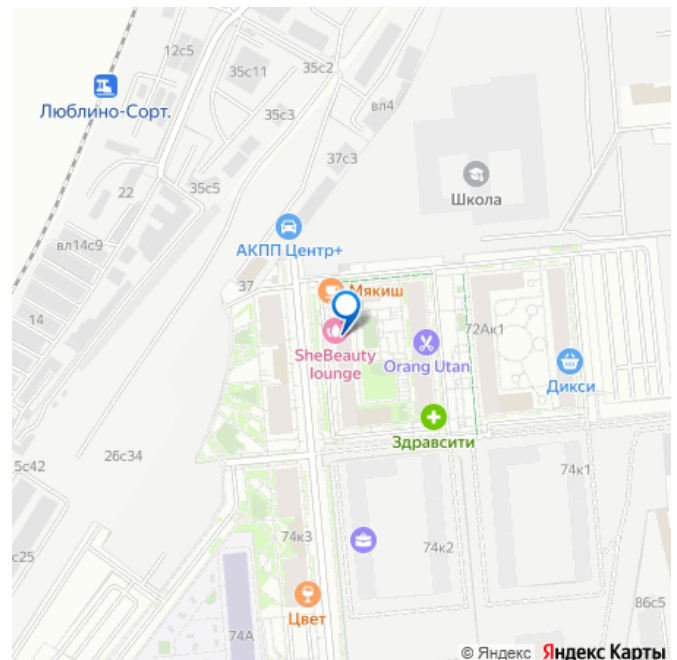 12с5
35с2
35с11
Люблино-Сорт.
35с3
вл4
37с3
22
35с5
Школа
вл14с9
АКПП Центр+
37
Мякиш
14
72Ак1
SheBeauty
lounge
Orang Utan
Дикси
Здравсити
5с42
26с34
74к1
74к3
74к2
с25
86с5
Цвет
74А
© Яндекс Яндекс Карты